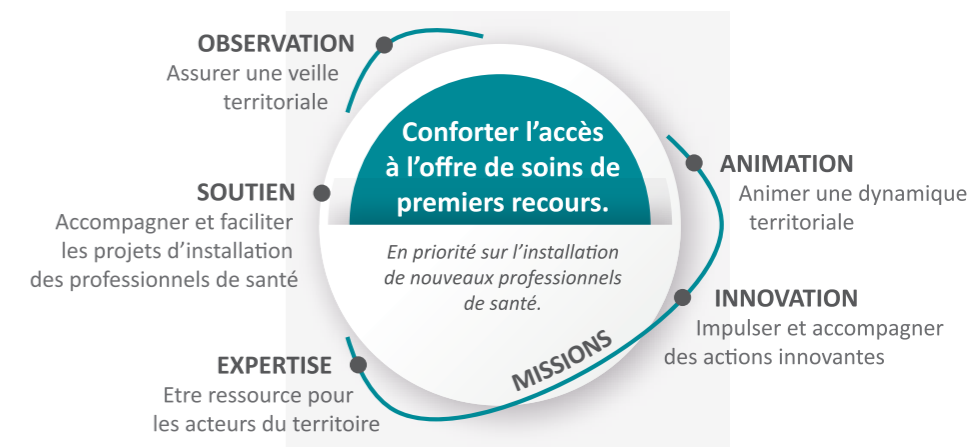 OBSERVATION
Assurer une veille
territoriale
SOUTIEN
Accompagner et faciliter
les projets d'installation
des professionnels de santé
EXPERTISE
Etre ressource pour
les acteurs du territoire
Conforter l'accès
à l'offre de soins de
premiers recours.
En priorité sur l'installation
de nouveaux professionnels
de santé.
MISSIONS
ANIMATION
Animer une dynamique
territoriale
INNOVATION
Impulser et accompagner
des actions innovantes